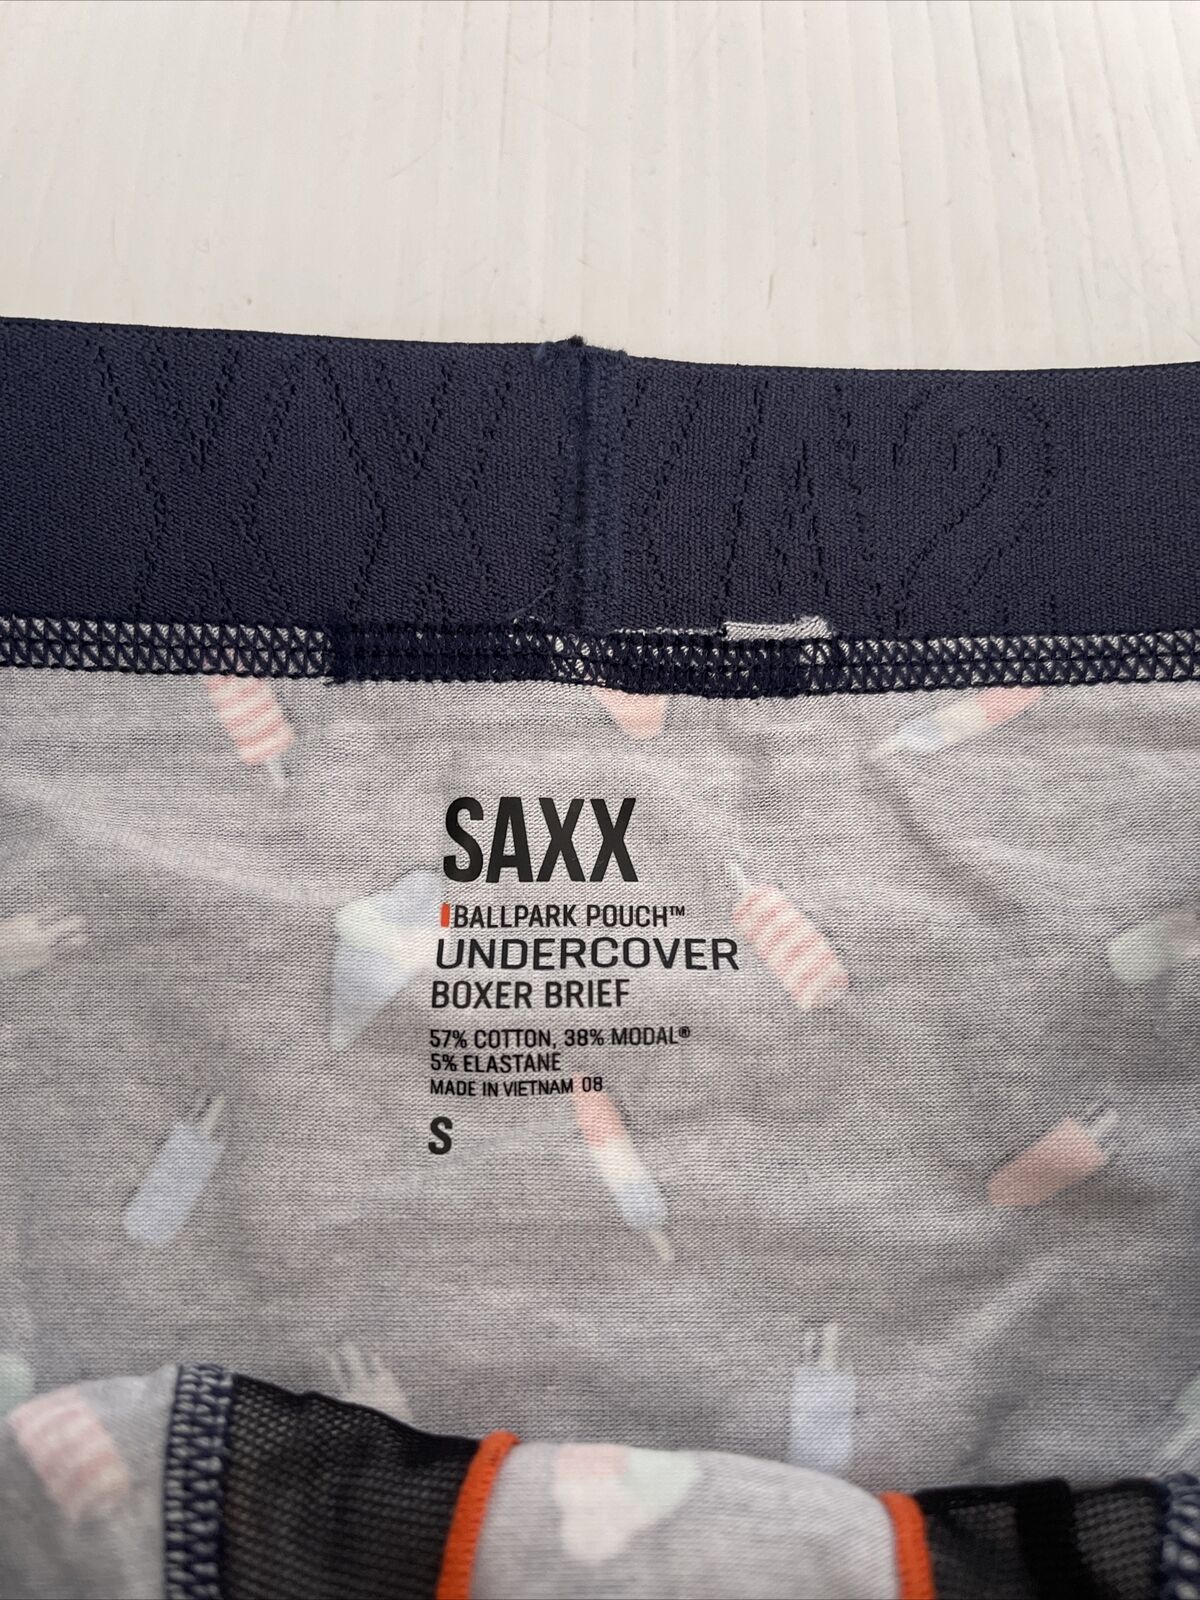 SAXX
BALLPARK POUCH™
UNDERCOVER
BOXER BRIEF
57% COTTON, 38% MODAL®
5% ELASTANE
MADE IN VIETNAM 08
S